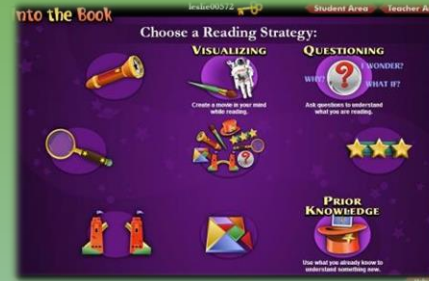 Into the Book
leslie00572
Student Area
Teacher A
Choose a Reading Strategy:
VISUALIZING
QUESTIONING
I WONDER?
WHY?
?
WHAT IF?
Create a movie in your mind
while reading.
Ask questions to understand
what you are reading.
?
PRIOR
KNOWLEDGE
Use what you already know to
understand something new.